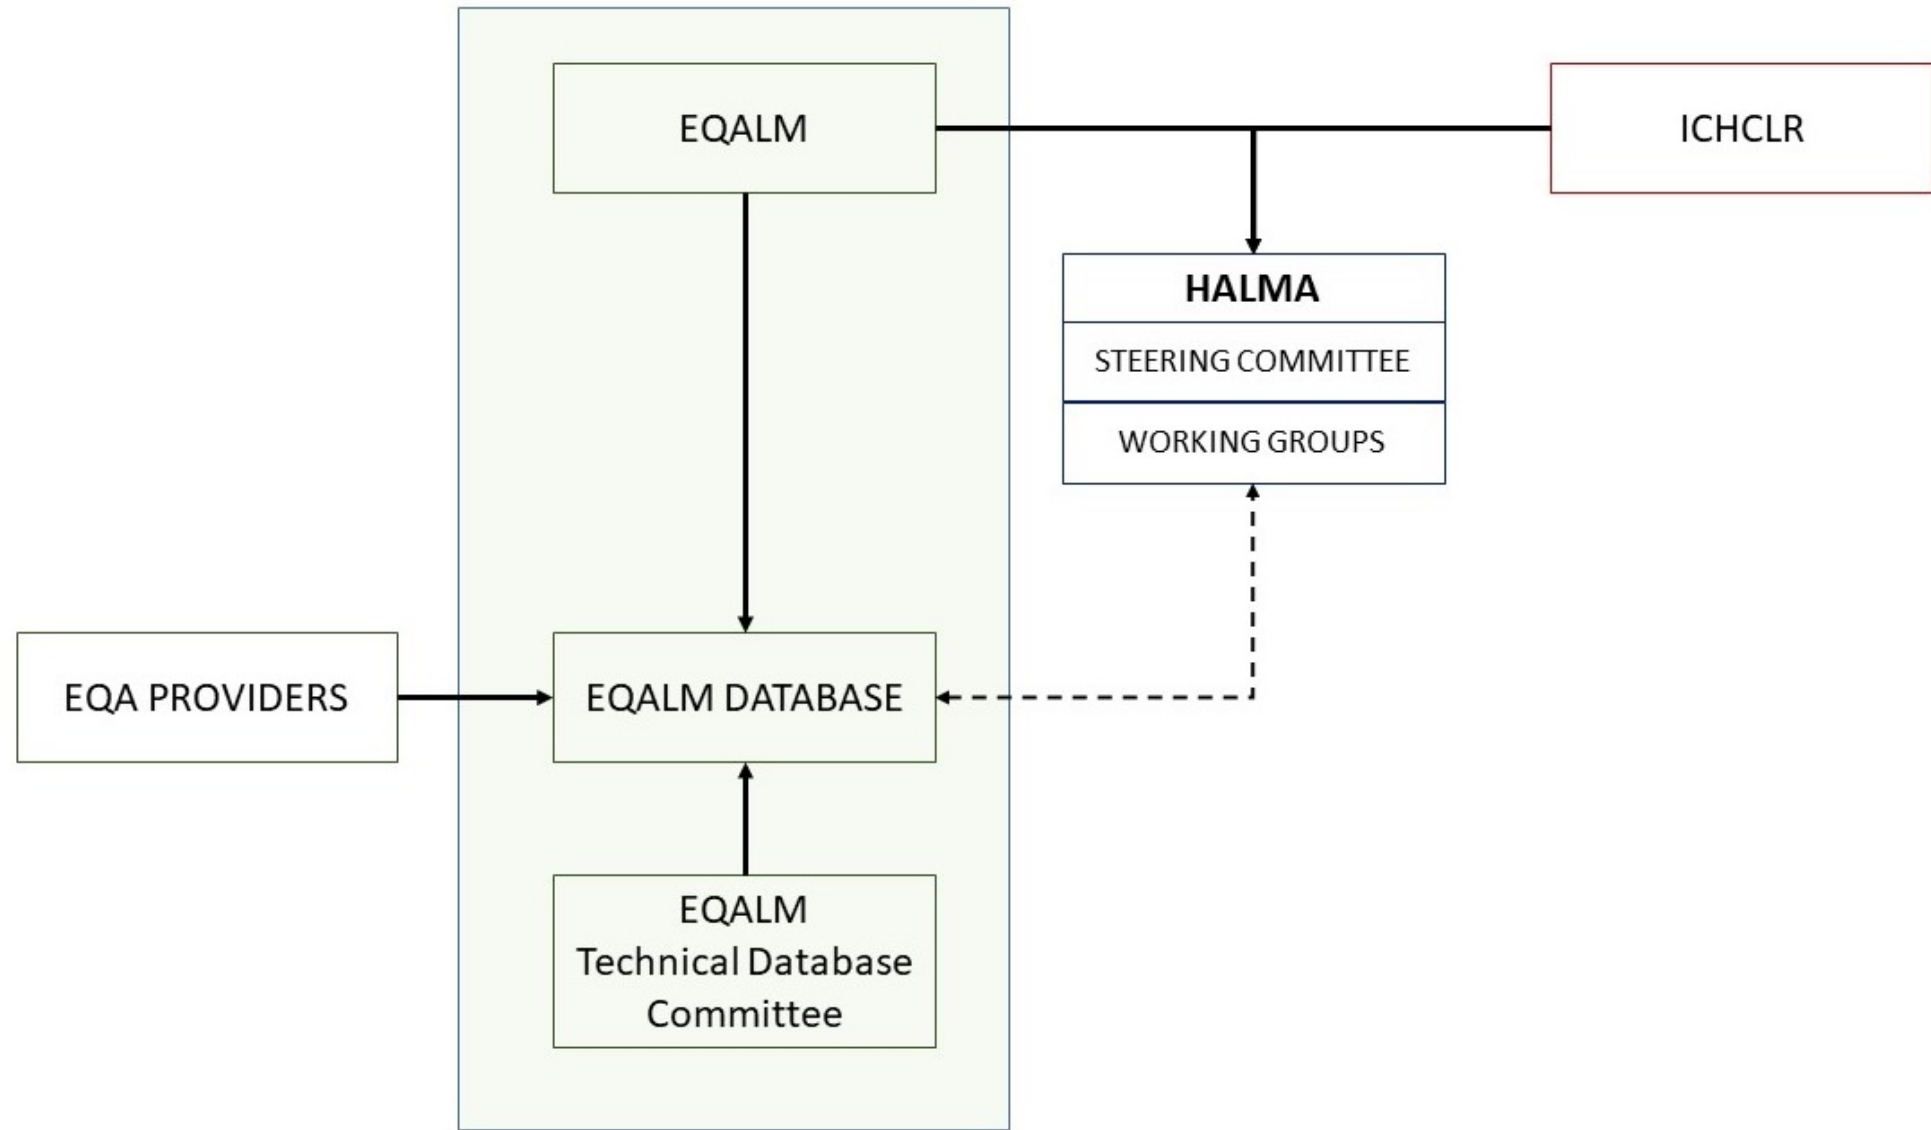 EQALM
ICHCLR
HALMA
STEERING COMMITTEE
WORKING GROUPS
EQA PROVIDERS
EQALM DATABASE
EQALM
Technical Database
Committee